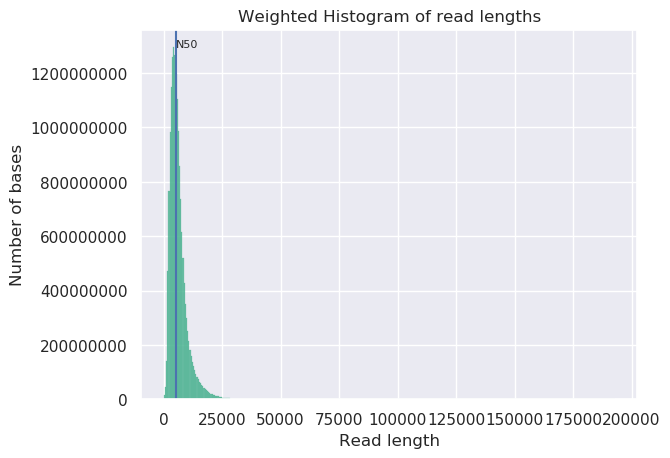 Weighted Histogram of read lengths
N50
Number of bases
1200000000
1000000000
800000000
600000000
400000000
200000000
0
0 25000 50000 75000 100000 125000 150000 175000 200000
Read length